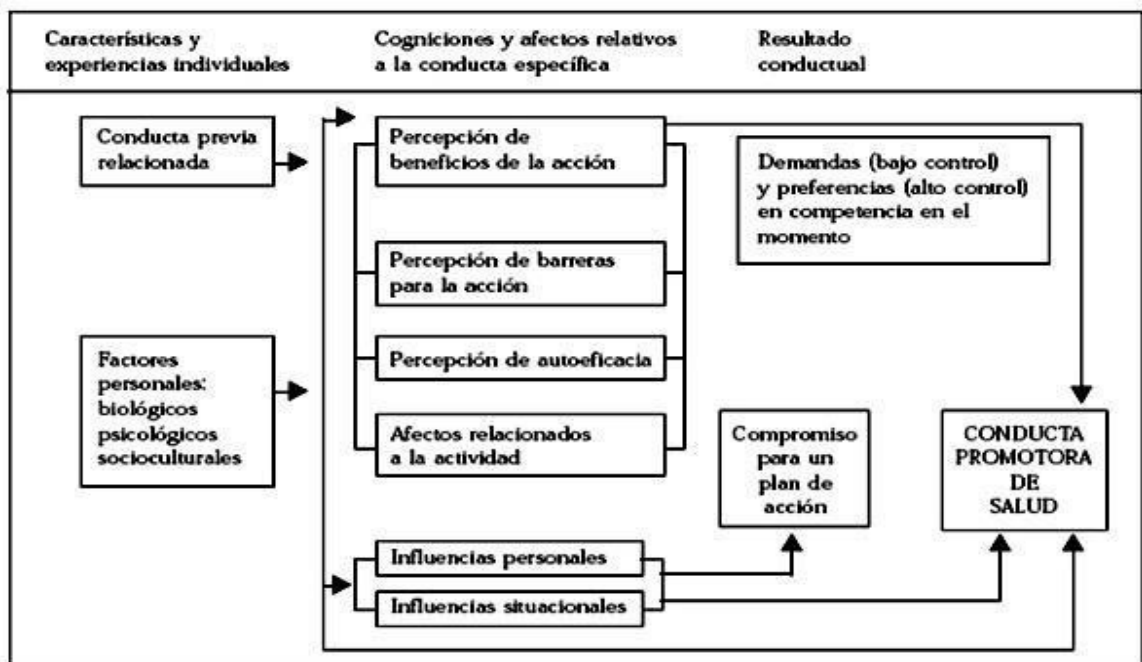 Características y
experiencias individuales
Cogniciones y afectos relativos
a la conducta específica
Resultado
conductual
Conducta previa
relacionada
Factores
personales:
biológicos
psicológicos
socioculturales
Percepción de
beneficios de la acción
Percepción de barreras
para la acción
Percepción de autoeficacia
Afectos relacionados
a la actividad
Influencias personales
Influencias situacionales
Demandas (bajo control)
y preferencias (alto control)
en competencia en el
momento
Compromiso
para un
plan de
acción
CONDUCTA
PROMOTORA
DE
SALUD